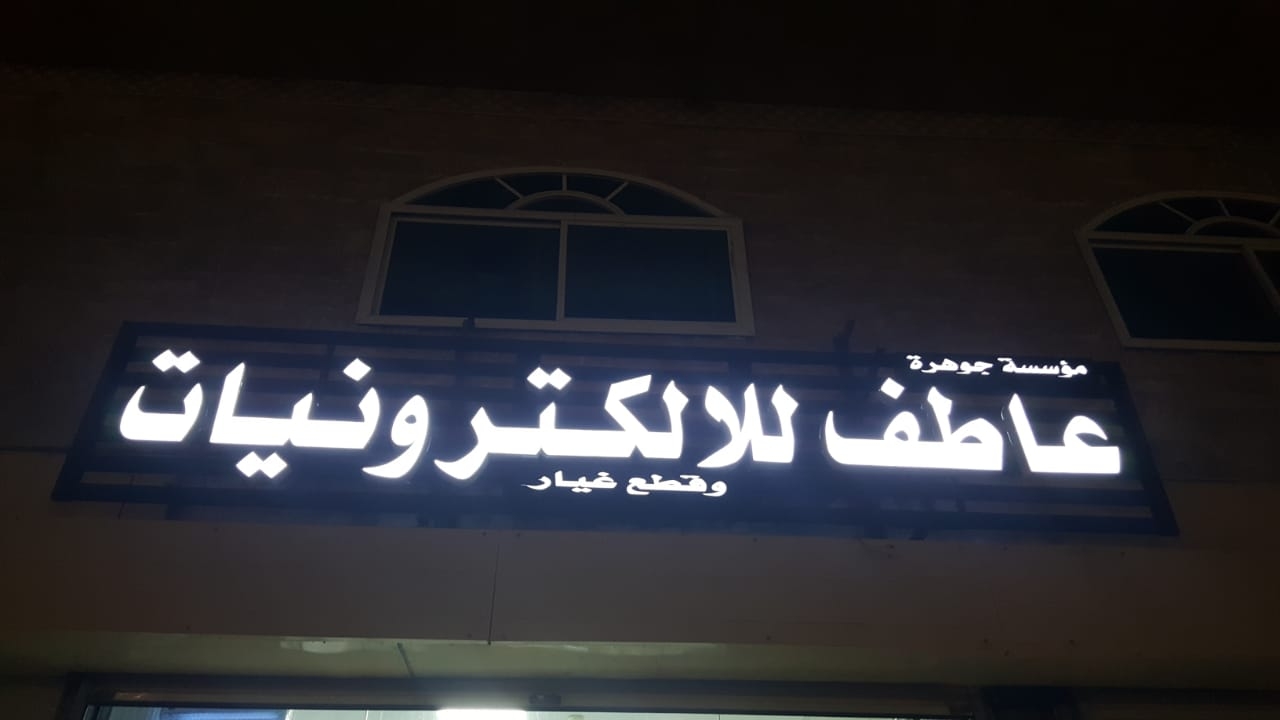 مؤسسة جوهرة
عاطف للالكترونيات
وقطع غيار